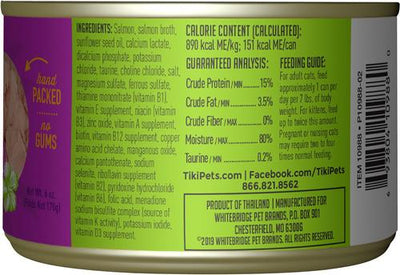 hand
PACKED
no
GUMS
NET WT. 6 oz.
INGREDIENTS: Salmon, salmon broth,
sunflower seed oil, calcium lactate,
dicalcium phosphate, potassium
chloride, taurine, choline chloride, salt,
magnesium sulfate, ferrous sulfate,
thiamine mononitrate (vitamin B1),
vitamin E supplement, niacin (vitamin
B3), zinc oxide, vitamin A supplement,
biotin, vitamin B12 supplement, copper
amino acid chelate, manganous oxide,
calcium pantothenate, sodium
selenite, riboflavin supplement
(vitamin B2), pyridoxine hydrochloride
(vitamin B6), folic acid, menadione
sodium bisulfite complex (source of
vitamin K activity), potassium iodide,
vitamin D3 supplement.
CALORIE CONTENT (CALCULATED):
890 kcal ME/kg; 151 kcal ME/can
GUARANTEED ANALYSIS:
Crude Protein/min 15%
Crude Fat/min 3.5%
Crude Fiber/max 0%
Moisture/max 80%
Taurine/min 0.2%
FEEDING GUIDE:
For adult cats, feed
approximately 1 can per
day per 7 lbs. of body
weight. For kittens, feed
up to twice this amount.
Pregnant or nursing cats
may require two to four
times normal feeding.
TikiPets.com | Facebook.com/TikiPets
866.821.8562
PRODUCT OF THAILAND | MANUFACTURED FOR
WHITEBRIDGE PET BRANDS, P.O. BOX 901
CHESTERFIELD, MO 63086
©2019 WHITEBRIDGE PET BRANDS. ALL RIGHTS RESERVED.
ITEM 10988 • P10988-02